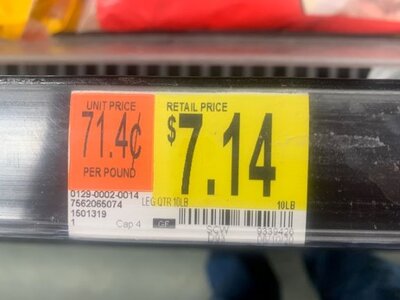 UNIT PRICE
71.4¢
PER POUND
RETAIL PRICE
$7.14
0129-0002-0014
7562065074
1501319
1 Cap 4 GF
LEG QTR 10LB
10LB